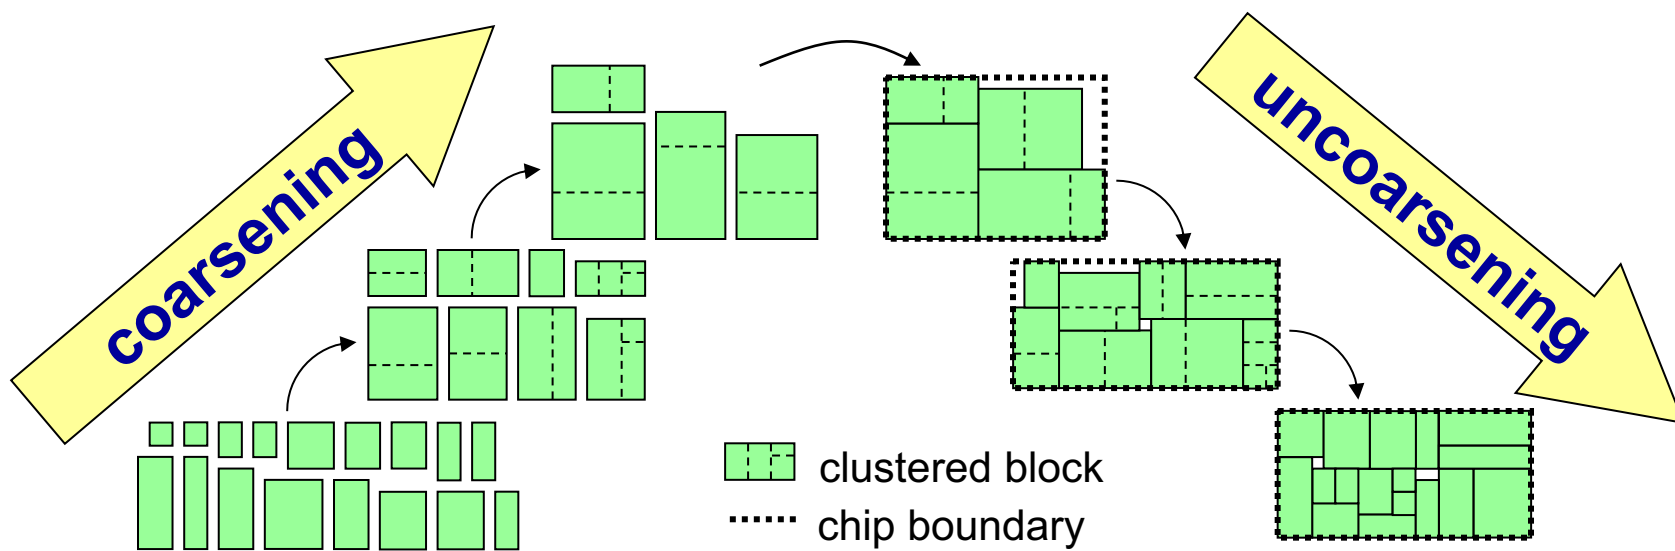 coarsening
uncoarsening
clustered block
chip boundary